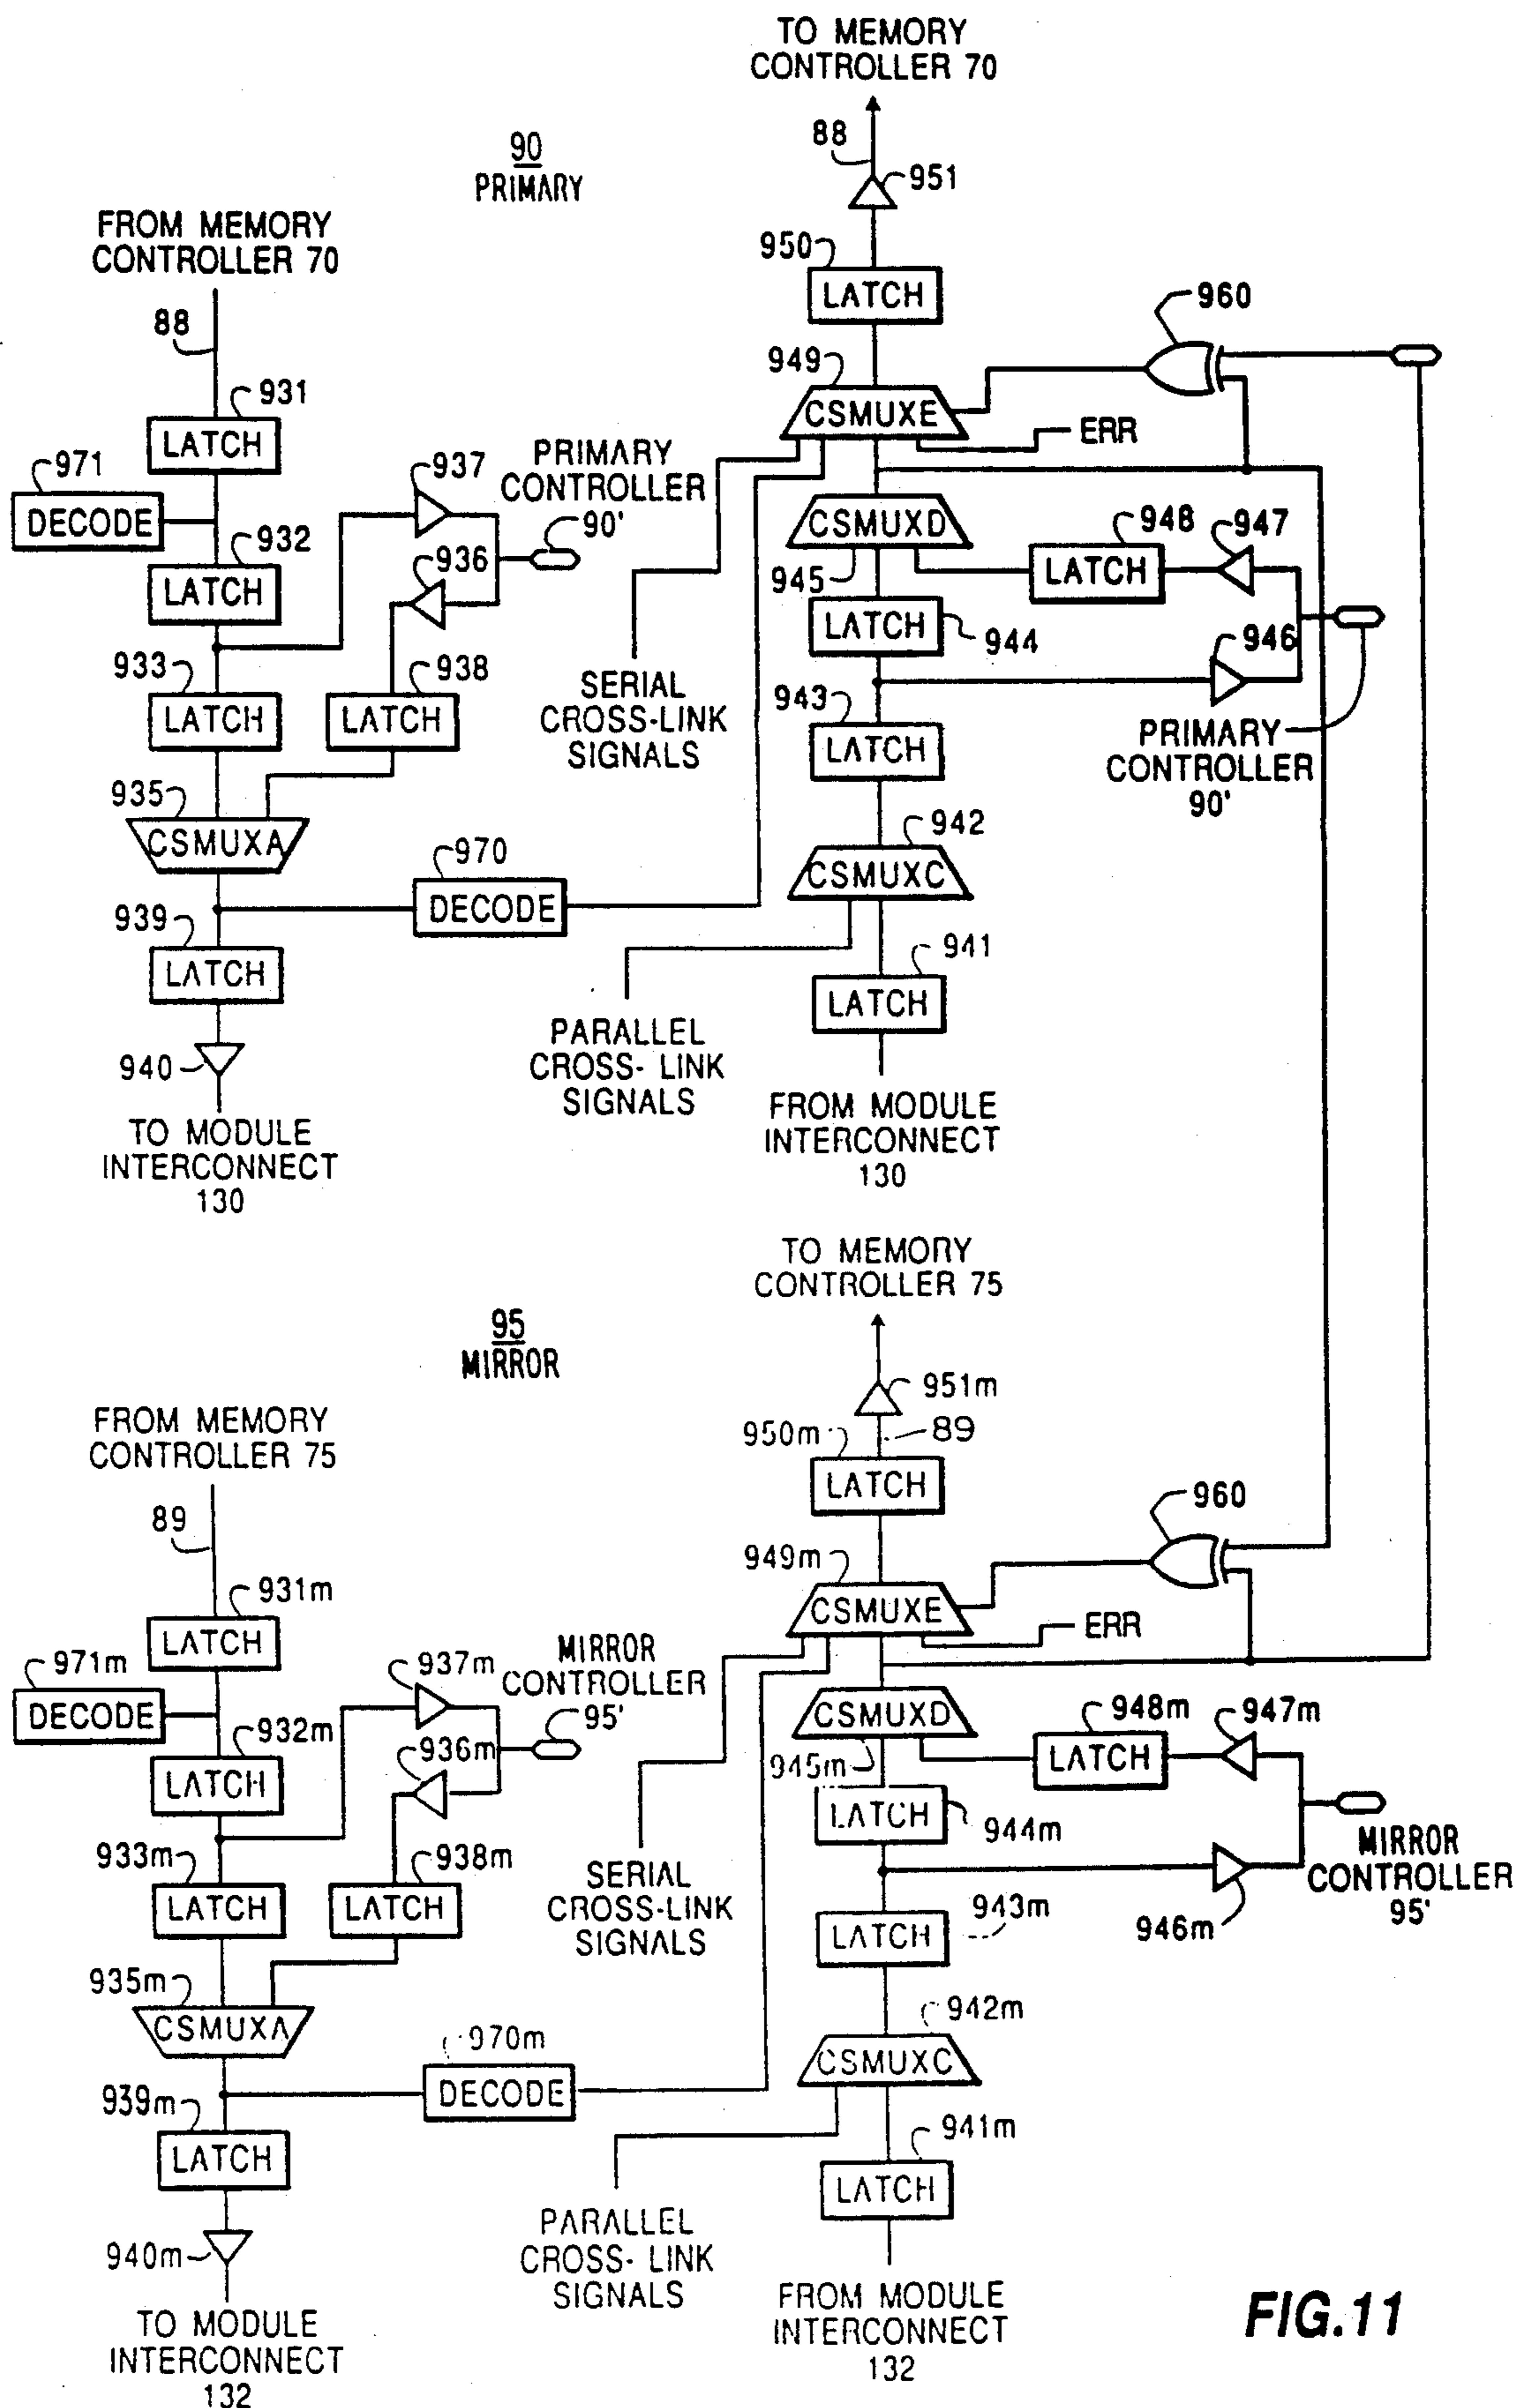 TO MEMORY
CONTROLLER 70
88
951
90
PRIMARY
950
LATCH
FROM MEMORY
CONTROLLER 70
88
960
949
CSMUXE
ERR
931
LATCH
971
DECODE
937
PRIMARY
CONTROLLER
90'
936
932
LATCH
CSMUXD
945
948
LATCH
947
LATCH
944
946
933
LATCH
938
LATCH
SERIAL
CROSS-LINK
SIGNALS
943
LATCH
PRIMARY
CONTROLLER
90'
935
CSMUXA
970
DECODE
942
CSMUXC
939
LATCH
941
LATCH
PARALLEL
CROSS- LINK
SIGNALS
940
TO MODULE
INTERCONNECT
130
FROM MODULE
INTERCONNECT
130
TO MEMORY
CONTROLLER 75
95
MIRROR
951m
89
950m
LATCH
FROM MEMORY
CONTROLLER 75
89
960
949m
CSMUXE
ERR
931m
LATCH
971m
DECODE
937m
MIRROR
CONTROLLER
95'
936m
932m
LATCH
CSMUXD
945m
948m
LATCH
947m
LATCH
944m
946m
933m
LATCH
938m
LATCH
SERIAL
CROSS-LINK
SIGNALS
943m
LATCH
MIRROR
CONTROLLER
95'
935m
CSMUXA
970m
DECODE
942m
CSMUXC
939m
LATCH
941m
LATCH
PARALLEL
CROSS- LINK
SIGNALS
940m
TO MODULE
INTERCONNECT
132
FROM MODULE
INTERCONNECT
132
FIG.11